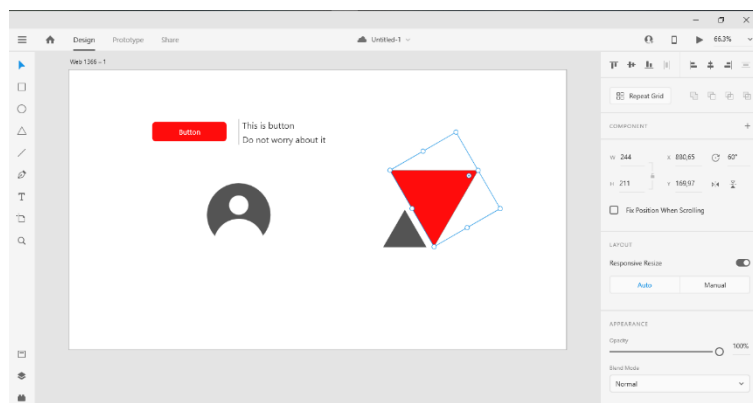 Design Prototype Share
Untitled-1
66.3%
Web 1366 – 1
Button
This is button
Do not worry about it
Repeat Grid
COMPONENT
W 244 X 880,65 60°
H 211 Y 169,97
Fix Position When Scrolling
LAYOUT
Responsive Resize
Auto Manual
APPEARANCE
Opacity
100%
Blend Mode
Normal